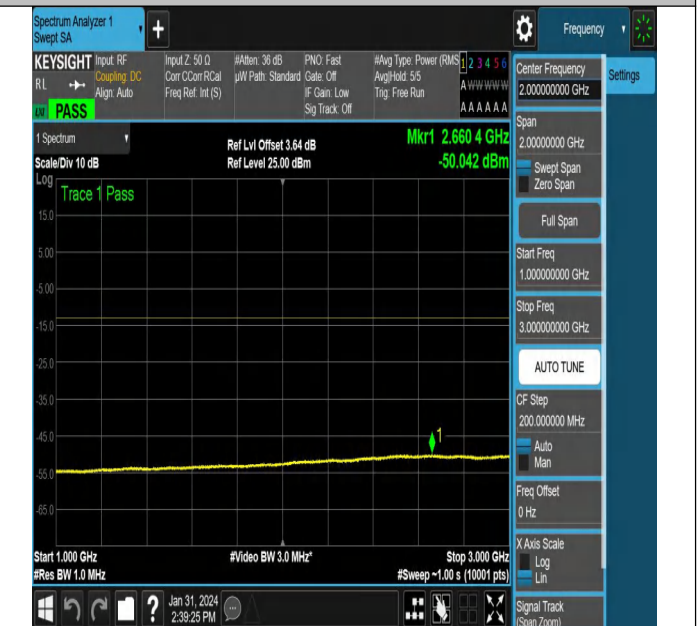 Spectrum Analyzer 1
Swept SA
+
Frequency
KEYSIGHT
RL
PASS
Input: RF
Coupling: DC
Align: Auto
Input Z: 50 Ω
Corr CCorr RCal
Freq Ref: Int (S)
#Atten: 36 dB
µW Path: Standard
PNO: Fast
Gate: Off
IF Gain: Low
Sig Track: Off
#Avg Type: Power (RMS
Avg|Hold: 5/5
Trig: Free Run
1 2 3 4 5 6
A W W W W W
A A A A A A
1 Spectrum
Scale/Div 10 dB
Ref Lvl Offset 3.64 dB
Ref Level 25.00 dBm
Mkr1 2.660 4 GHz
-50.042 dBm
Log
Trace 1 Pass
15.0
5.00
-5.00
-15.0
-25.0
-35.0
-45.0
-55.0
-65.0
1
Start 1.000 GHz
#Res BW 1.0 MHz
#Video BW 3.0 MHz*
Stop 3.000 GHz
#Sweep ~1.00 s (10001 pts)
?
Jan 31, 2024
2:39:25 PM
Center Frequency
2.00000000 GHz
Settings
Span
2.00000000 GHz
Swept Span
Zero Span
Full Span
Start Freq
1.000000000 GHz
Stop Freq
3.000000000 GHz
AUTO TUNE
CF Step
200.000000 MHz
Auto
Man
Freq Offset
0 Hz
X Axis Scale
Log
Lin
Signal Track
(Span Zoom)